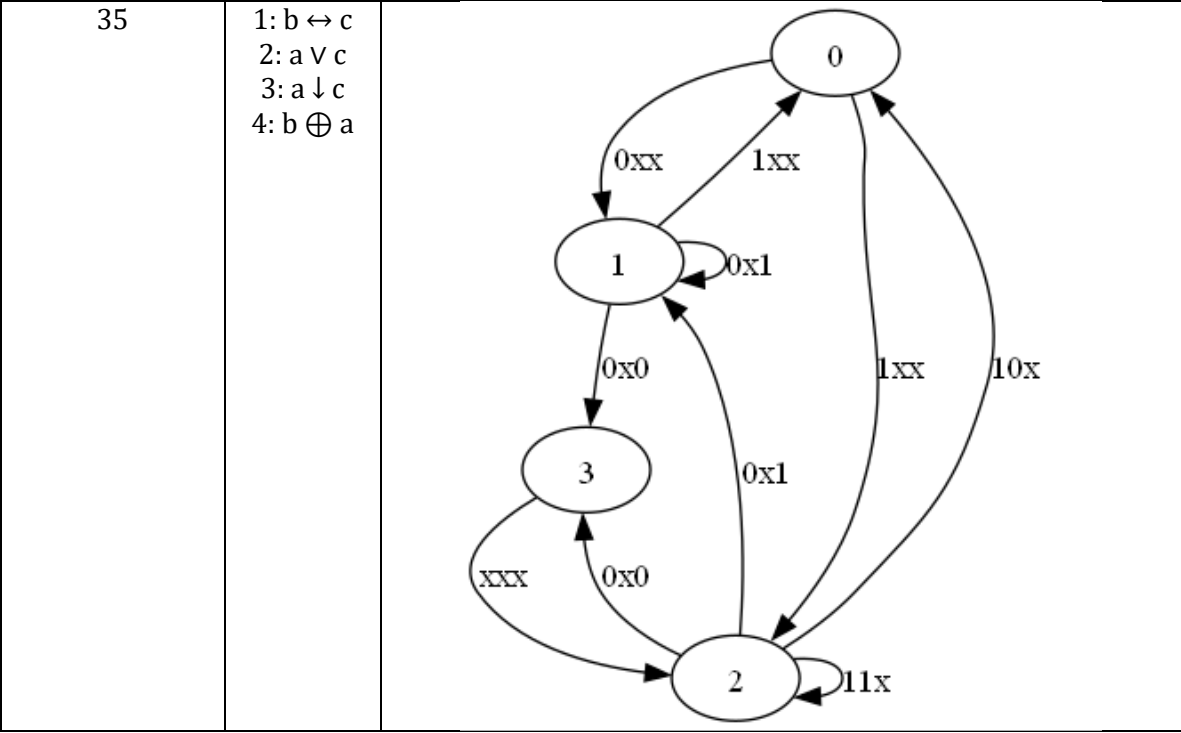 35
1: b ↔ c
2: a ∨ c
3: a ↓ c
4: b ⊕ a
0
0xx
1xx
1
0x1
0x0
1xx
10x
3
0x1
xxx
0x0
2
11x